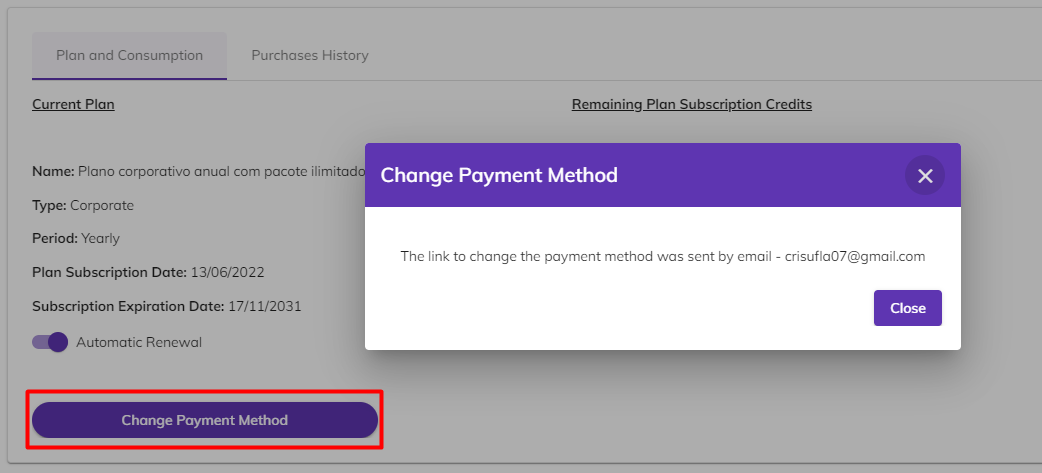 Plan and Consumption
Purchases History
Current Plan
Remaining Plan Subscription Credits
Name: Plano corporativo anual com pacote ilimitado
Type: Corporate
Period: Yearly
Plan Subscription Date: 13/06/2022
Subscription Expiration Date: 17/11/2031
Automatic Renewal
Change Payment Method
Change Payment Method
The link to change the payment method was sent by email - crisufla07@gmail.com
Close